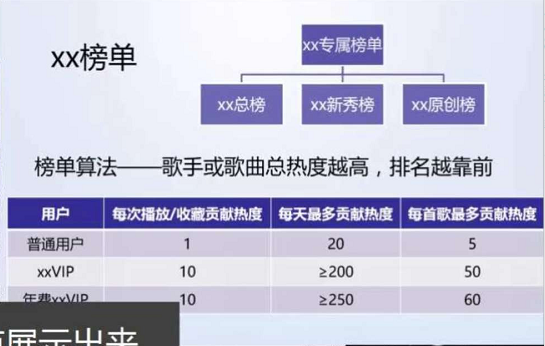 xx榜单
xx专属榜单
xx总榜 xx新秀榜 xx原创榜
榜单算法——歌手或歌曲总热度越高，排名越靠前
用户 每次播放/收藏贡献热度 每天最多贡献热度 每首歌最多贡献热度
普通用户 1 20 5
xxVIP 10 ≥200 50
年费xxVIP 10 ≥250 60
展示出来